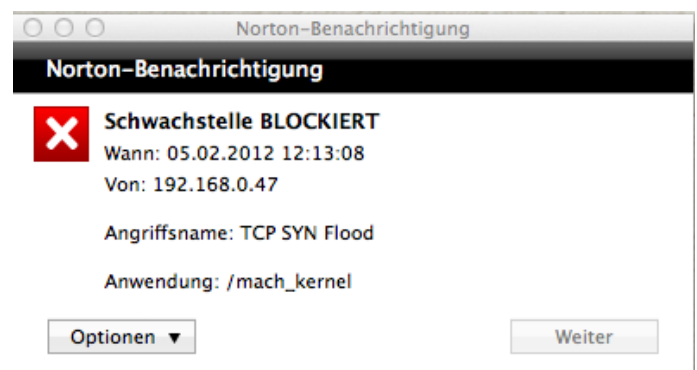 Norton-Benachrichtigung
Norton-Benachrichtigung
Schwachstelle BLOCKIERT
Wann: 05.02.2012 12:13:08
Von: 192.168.0.47
Angriffsname: TCP SYN Flood
Anwendung: /mach_kernel
Optionen ▼
Weiter